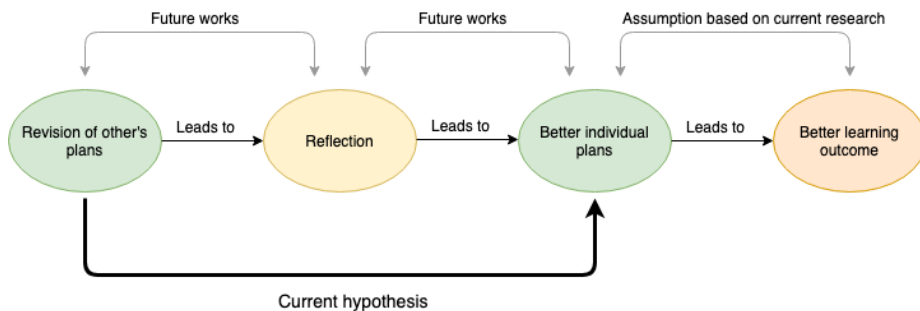 Future works
Future works
Assumption based on current research
Revision of other's
plans
Leads to
Reflection
Leads to
Better individual
plans
Leads to
Better learning
outcome
Current hypothesis